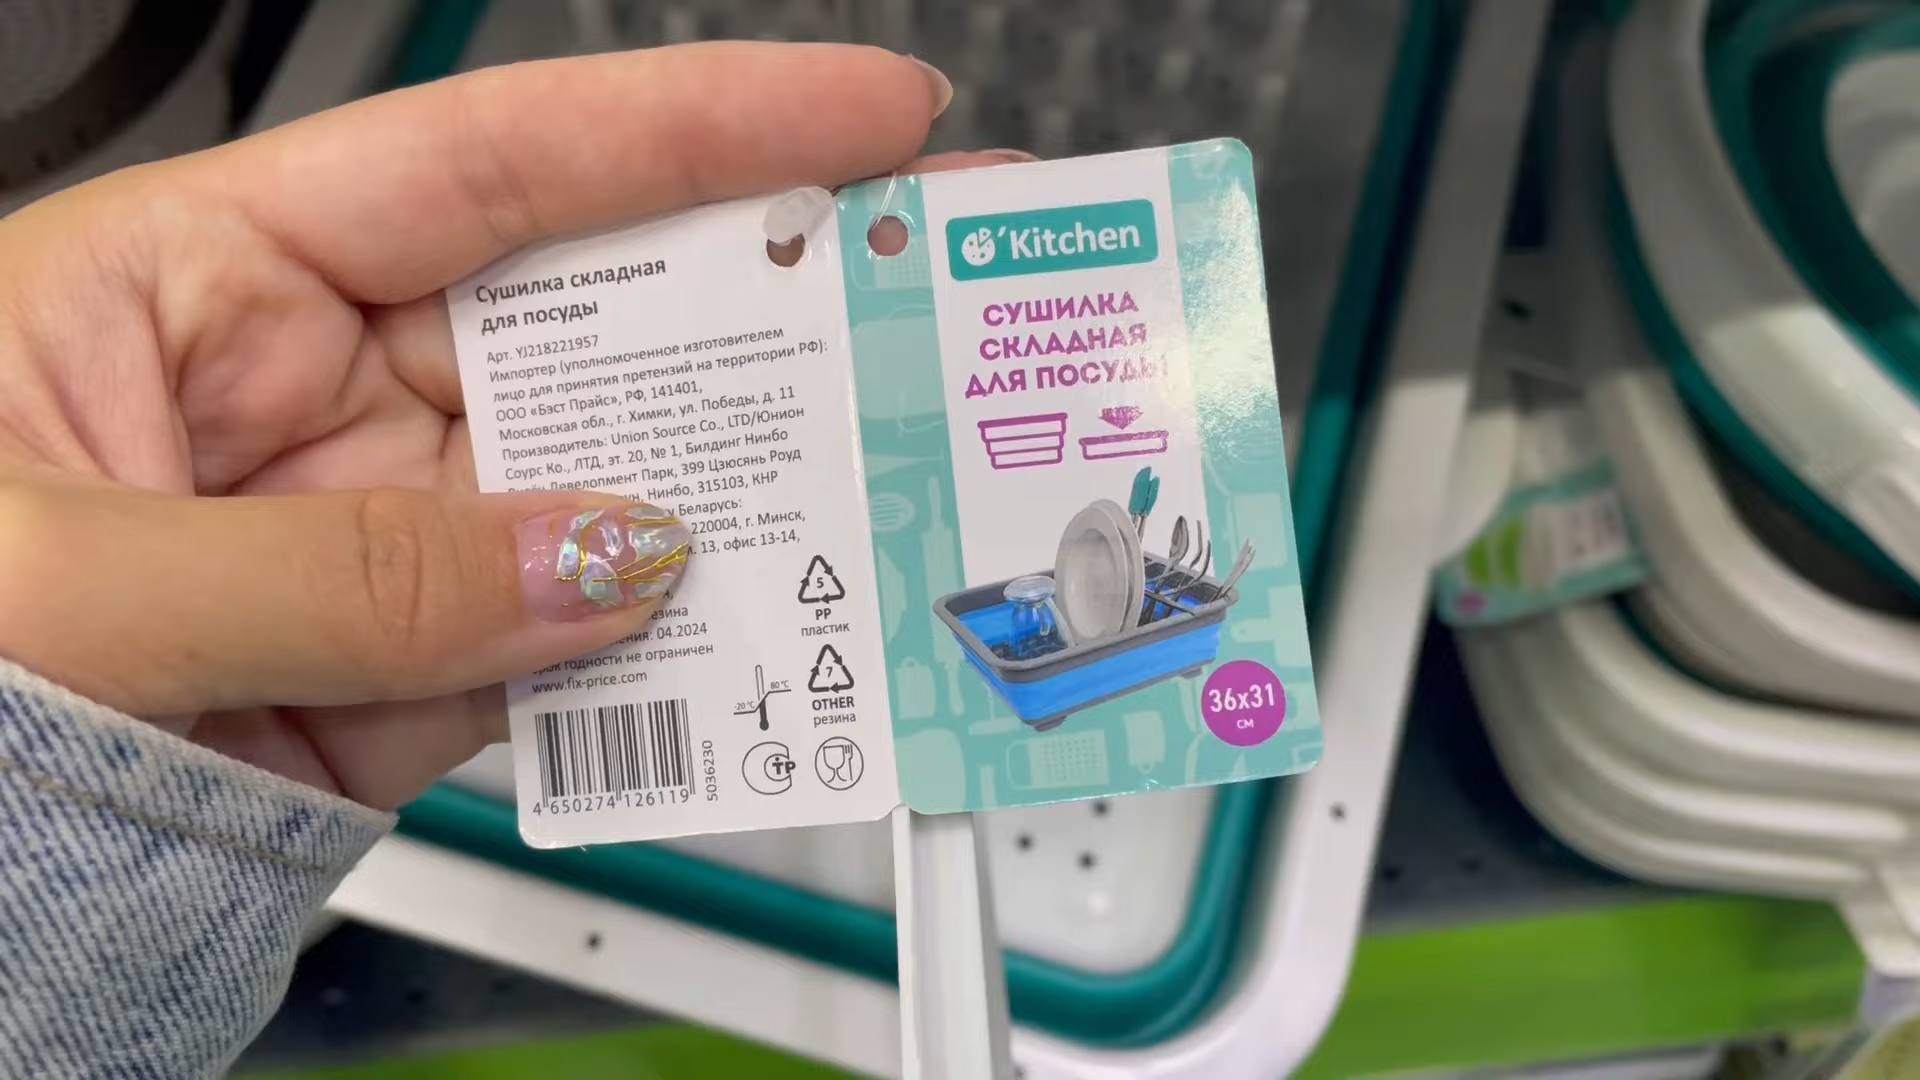 Сушилка складная
для посуды
Арт. YJ218221957
Импортер (уполномоченное изготовителем
лицо для принятия претензий на территории РФ):
ООО «Бэст Прайс», РФ, 141401,
Московская обл., г. Химки, ул. Победы, д. 11
Производитель: Union Source Co., LTD/Юнион
Соурс Ко., ЛТД, эт. 20, № 1, Билдинг Нинбо
Девелопмент Парк, 399 Цзюсянь Роуд
Нинбо, 315103, КНР
Беларусь:
220004, г. Минск,
13, офис 13-14,
04.2024
срок годности не ограничен
www.fix-price.com
4 650274 126119
5036230
80 °C
-20 °C
5
PP
пластик
7
OTHER
резина
СТР
'Kitchen
СУШИЛКА
СКЛАДНАЯ
ДЛЯ ПОСУДЫ
36x31
СМ